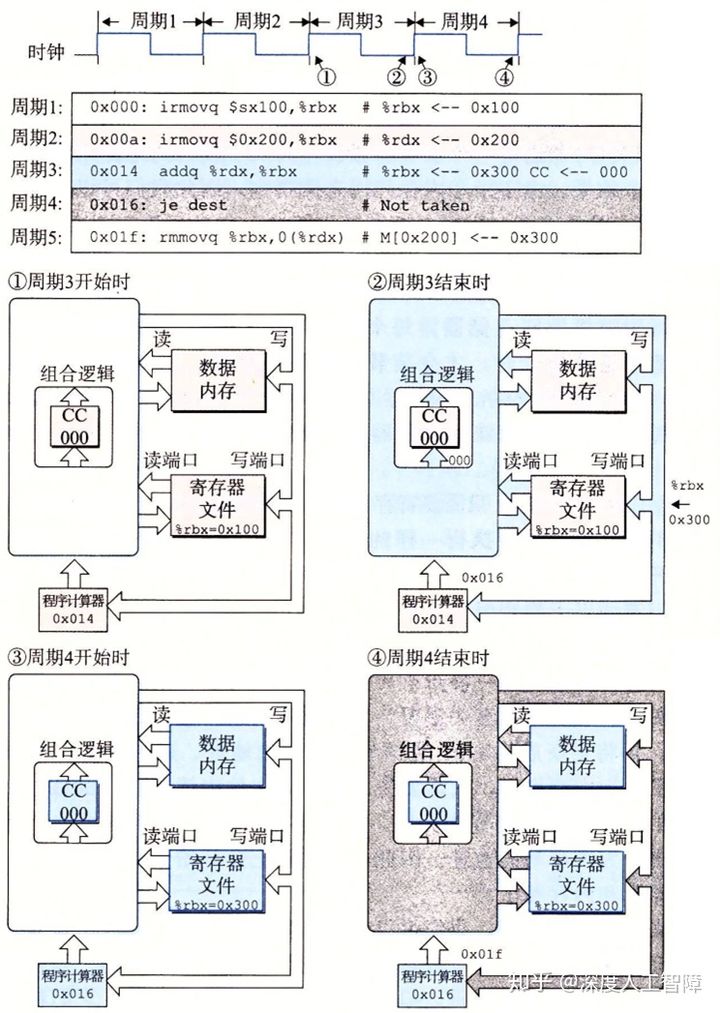 周期1 周期2 周期3 周期4
时钟
① ② ③ ④
周期1: 0x000: irmovq $sx100,%rbx # %rbx <-- 0x100
周期2: 0x00a: irmovq $0x200,%rbx # %rdx <-- 0x200
周期3: 0x014 addq %rdx,%rbx # %rbx <-- 0x300 CC <-- 000
周期4: 0x016: je dest # Not taken
周期5: 0x01f: rmmovq %rbx,0(%rdx) # M[0x200] <-- 0x300
①周期3开始时
读 写
组合逻辑
数据
内存
CC
000
读端口 写端口
寄存器
文件
%rbx=0x100
程序计算器
0x014
②周期3结束时
读 写
组合逻辑
数据
内存
CC
000
000
读端口 写端口
寄存器
文件
%rbx=0x100
%rbx
0x300
0x016
程序计算器
0x014
③周期4开始时
读 写
组合逻辑
数据
内存
CC
000
读端口 写端口
寄存器
文件
%rbx=0x300
程序计算器
0x016
④周期4结束时
读 写
组合逻辑
数据
内存
CC
000
读端口 写端口
寄存器
文件
%rbx=0x300
0x01f
程序计算器
0x016
知乎 @深度人工智障